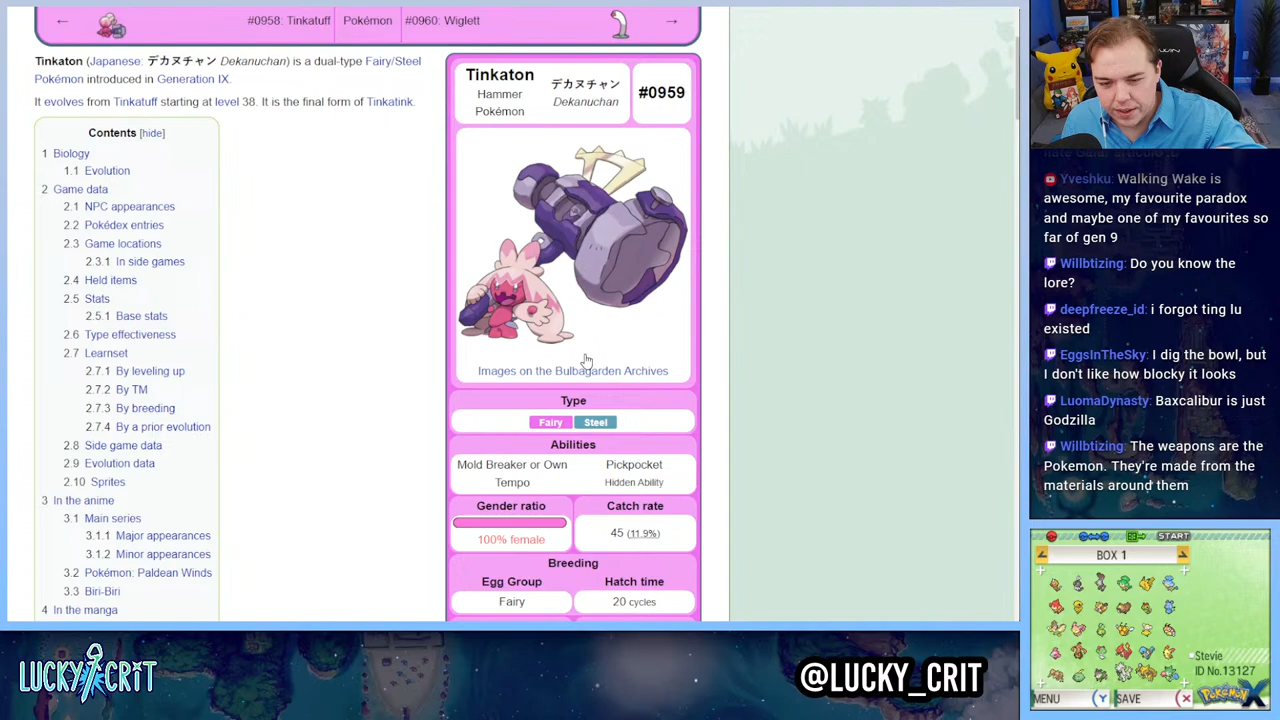 ← #0958: Tinkatuff Pokémon #0960: Wiglett →
Tinkaton (Japanese: デカヌチャン Dekanuchan) is a dual-type Fairy/Steel
Pokémon introduced in Generation IX.
It evolves from Tinkatuff starting at level 38. It is the final form of Tinkatink.
Contents [hide]
1 Biology
1.1 Evolution
2 Game data
2.1 NPC appearances
2.2 Pokédex entries
2.3 Game locations
2.3.1 In side games
2.4 Held items
2.5 Stats
2.5.1 Base stats
2.6 Type effectiveness
2.7 Learnset
2.7.1 By leveling up
2.7.2 By TM
2.7.3 By breeding
2.7.4 By a prior evolution
2.8 Side game data
2.9 Evolution data
2.10 Sprites
3 In the anime
3.1 Main series
3.1.1 Major appearances
3.1.2 Minor appearances
3.2 Pokémon: Paldean Winds
3.3 Biri-Biri
4 In the manga
Tinkaton
Hammer
Pokémon
デカヌチャン
Dekanuchan
#0959
Images on the Bulbagarden Archives
Type
Fairy Steel
Abilities
Mold Breaker or Own
Tempo
Pickpocket
Hidden Ability
Gender ratio
100% female
Catch rate
45 (11.9%)
Breeding
Egg Group
Fairy
Hatch time
20 cycles
Yveshku: Walking Wake is
awesome, my favourite paradox
and maybe one of my favourites so
far of gen 9
Willbtizing: Do you know the
lore?
deepfreeze_id: i forgot ting lu
existed
EggsInTheSky: I dig the bowl, but
I don't like how blocky it looks
LuomaDynasty: Baxcalibur is just
Godzilla
Willbtizing: The weapons are the
Pokemon. They're made from the
materials around them
START
BOX 1
Stevie
ID No.13127
MENU Y SAVE X
Pokémon X
LUCKY CRIT
@LUCKY_CRIT